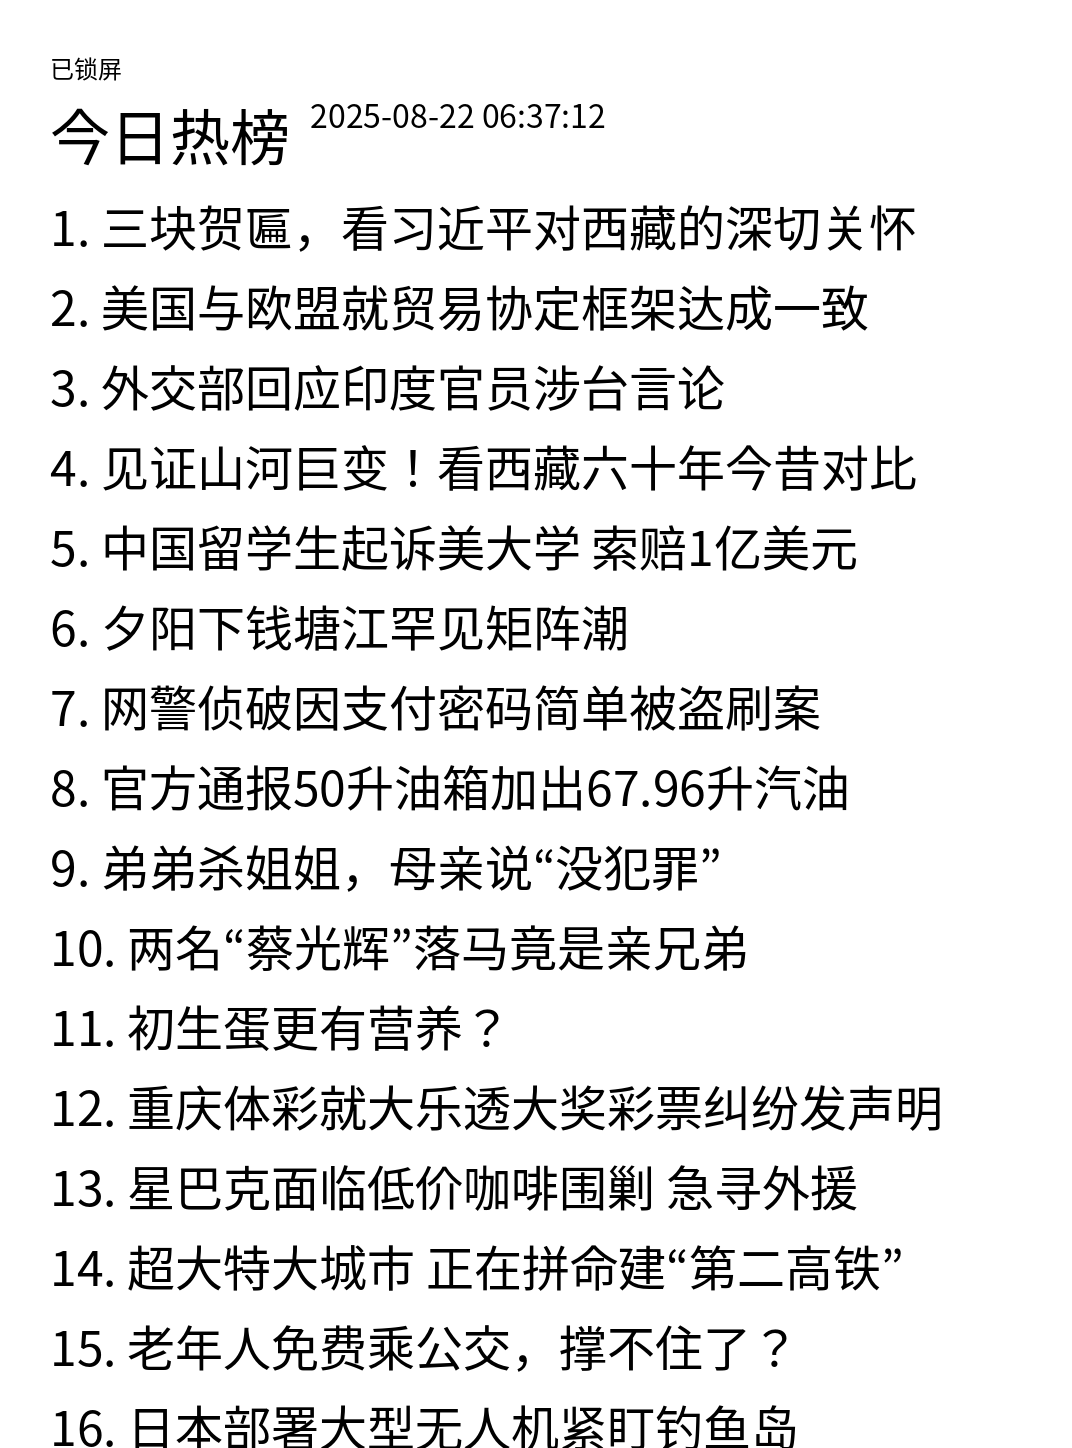 已锁屏
今日热榜 2025-08-22 06:37:12
1. 三块贺匾，看习近平对西藏的深切关怀
2. 美国与欧盟就贸易协定框架达成一致
3. 外交部回应印度官员涉台言论
4. 见证山河巨变！看西藏六十年今昔对比
5. 中国留学生起诉美大学 索赔1亿美元
6. 夕阳下钱塘江罕见矩阵潮
7. 网警侦破因支付密码简单被盗刷案
8. 官方通报50升油箱加出67.96升汽油
9. 弟弟杀姐姐，母亲说“没犯罪”
10. 两名“蔡光辉”落马竟是亲兄弟
11. 初生蛋更有营养？
12. 重庆体彩就大乐透大奖彩票纠纷发声明
13. 星巴克面临低价咖啡围剿 急寻外援
14. 超大特大城市 正在拼命建“第二高铁”
15. 老年人免费乘公交，撑不住了？
16. 日本部署大型无人机紧盯钓鱼岛